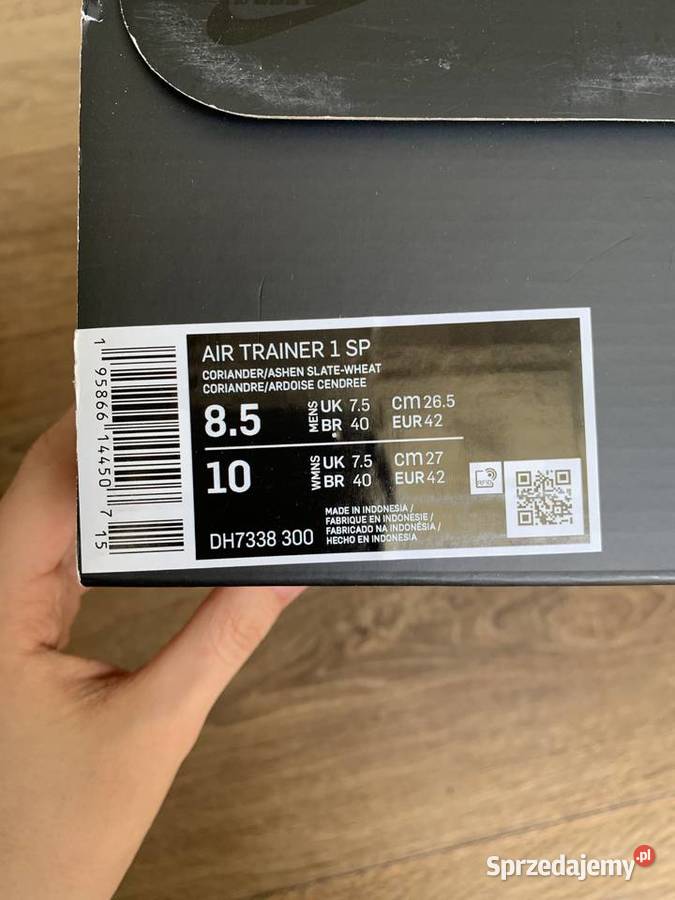 AIR TRAINER 1 SP
CORIANDER/ASHEN SLATE-WHEAT
CORIANDRE/ARDOISE CENDREE
8.5 MENS UK 7.5 cm 26.5
BR 40 EUR 42
10 WMNS UK 7.5 cm 27
BR 40 EUR 42
RFID
DH7338 300
MADE IN INDONESIA /
FABRIQUE EN INDONESIE /
FABRICADO NA INDONÉSIA /
HECHO EN INDONESIA
1 95866 14450 7 15
Sprzedajemy.pl